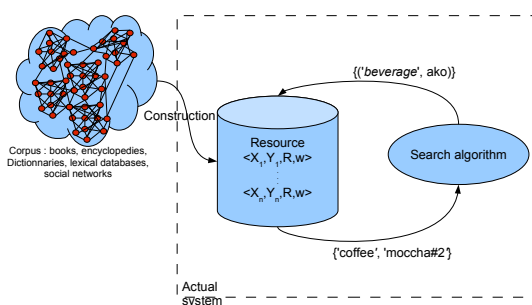 {('beverage', ako)}
Construction
Corpus : books, encyclopedies,
Dictionnaries, lexical databases,
social networks
Resource
<X1,Y1,R,w>
:
<Xn,Yn,R,w>
Search algorithm
{'coffee', 'moccha#2'}
Actual
system